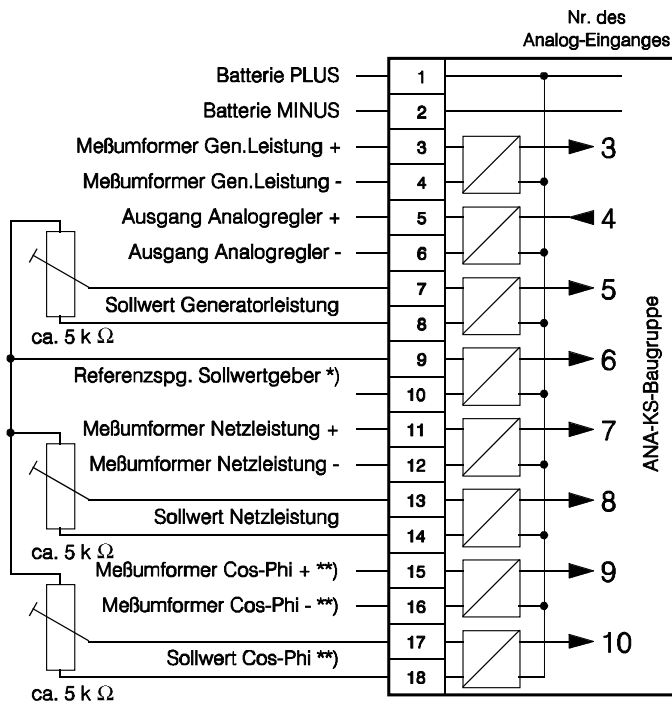 Nr. des
Analog-Einganges
Batterie PLUS 1
Batterie MINUS 2
Meßumformer Gen.Leistung + 3 3
Meßumformer Gen.Leistung - 4
Ausgang Analogregler + 5 4
Ausgang Analogregler - 6
7 5
Sollwert Generatorleistung
8
ca. 5 k Ω
9 6
Referenzspg. Sollwertgeber *)
10
Meßumformer Netzleistung + 11 7
Meßumformer Netzleistung - 12
13 8
Sollwert Netzleistung
14
ca. 5 k Ω
Meßumformer Cos-Phi + **) 15 9
Meßumformer Cos-Phi - **) 16
17 10
Sollwert Cos-Phi **)
18
ca. 5 k Ω
ANA-KS-Baugruppe